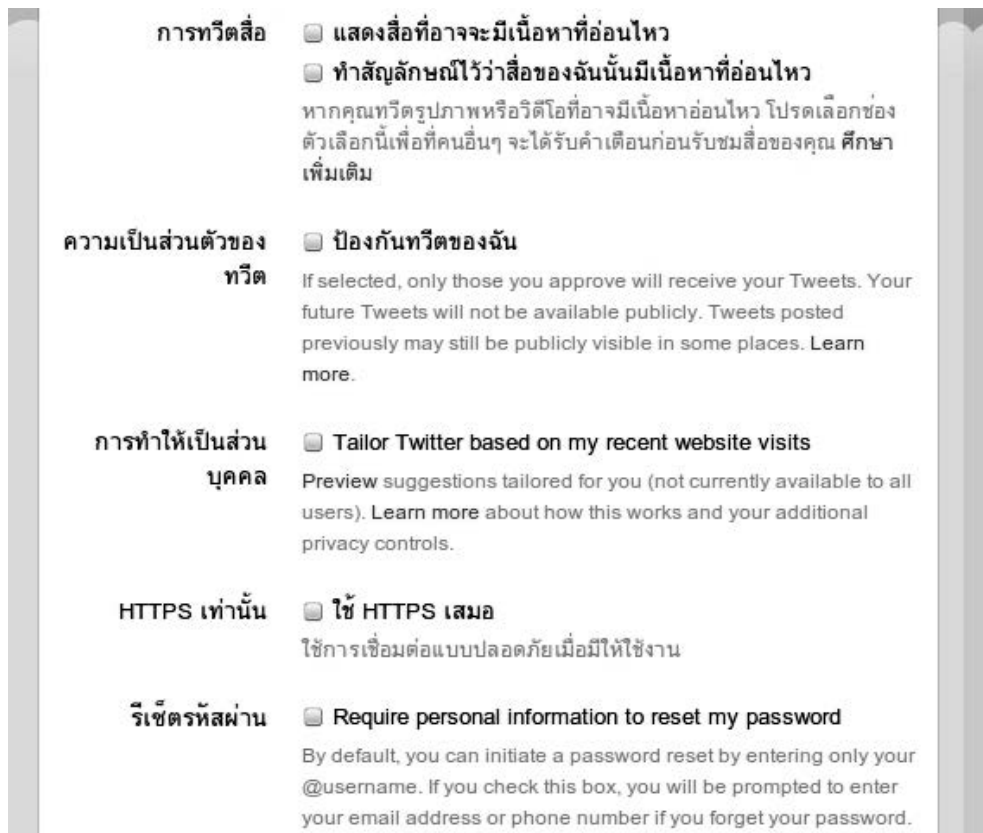 การทวีตสื่อ
แสดงสื่อที่อาจจะมีเนื้อหาที่อ่อนไหว
ทำสัญลักษณ์ไว้ว่าสื่อของฉันนั้นมีเนื้อหาที่อ่อนไหว
หากคุณทวีตรูปภาพหรือวิดีโอที่อาจมีเนื้อหาอ่อนไหว โปรดเลือกช่อง
ตัวเลือกนี้เพื่อที่คนอื่นๆ จะได้รับคำเตือนก่อนรับชมสื่อของคุณ ศึกษา
เพิ่มเติม
ความเป็นส่วนตัวของ
ทวีต
ป้องกันทวีตของฉัน
If selected, only those you approve will receive your Tweets. Your
future Tweets will not be available publicly. Tweets posted
previously may still be publicly visible in some places. Learn
more.
การทำให้เป็นส่วน
บุคคล
Tailor Twitter based on my recent website visits
Preview suggestions tailored for you (not currently available to all
users). Learn more about how this works and your additional
privacy controls.
HTTPS เท่านั้น
ใช้ HTTPS เสมอ
ใช้การเชื่อมต่อแบบปลอดภัยเมื่อมีให้ใช้งาน
รีเซ็ตรหัสผ่าน
Require personal information to reset my password
By default, you can initiate a password reset by entering only your
@username. If you check this box, you will be prompted to enter
your email address or phone number if you forget your password.